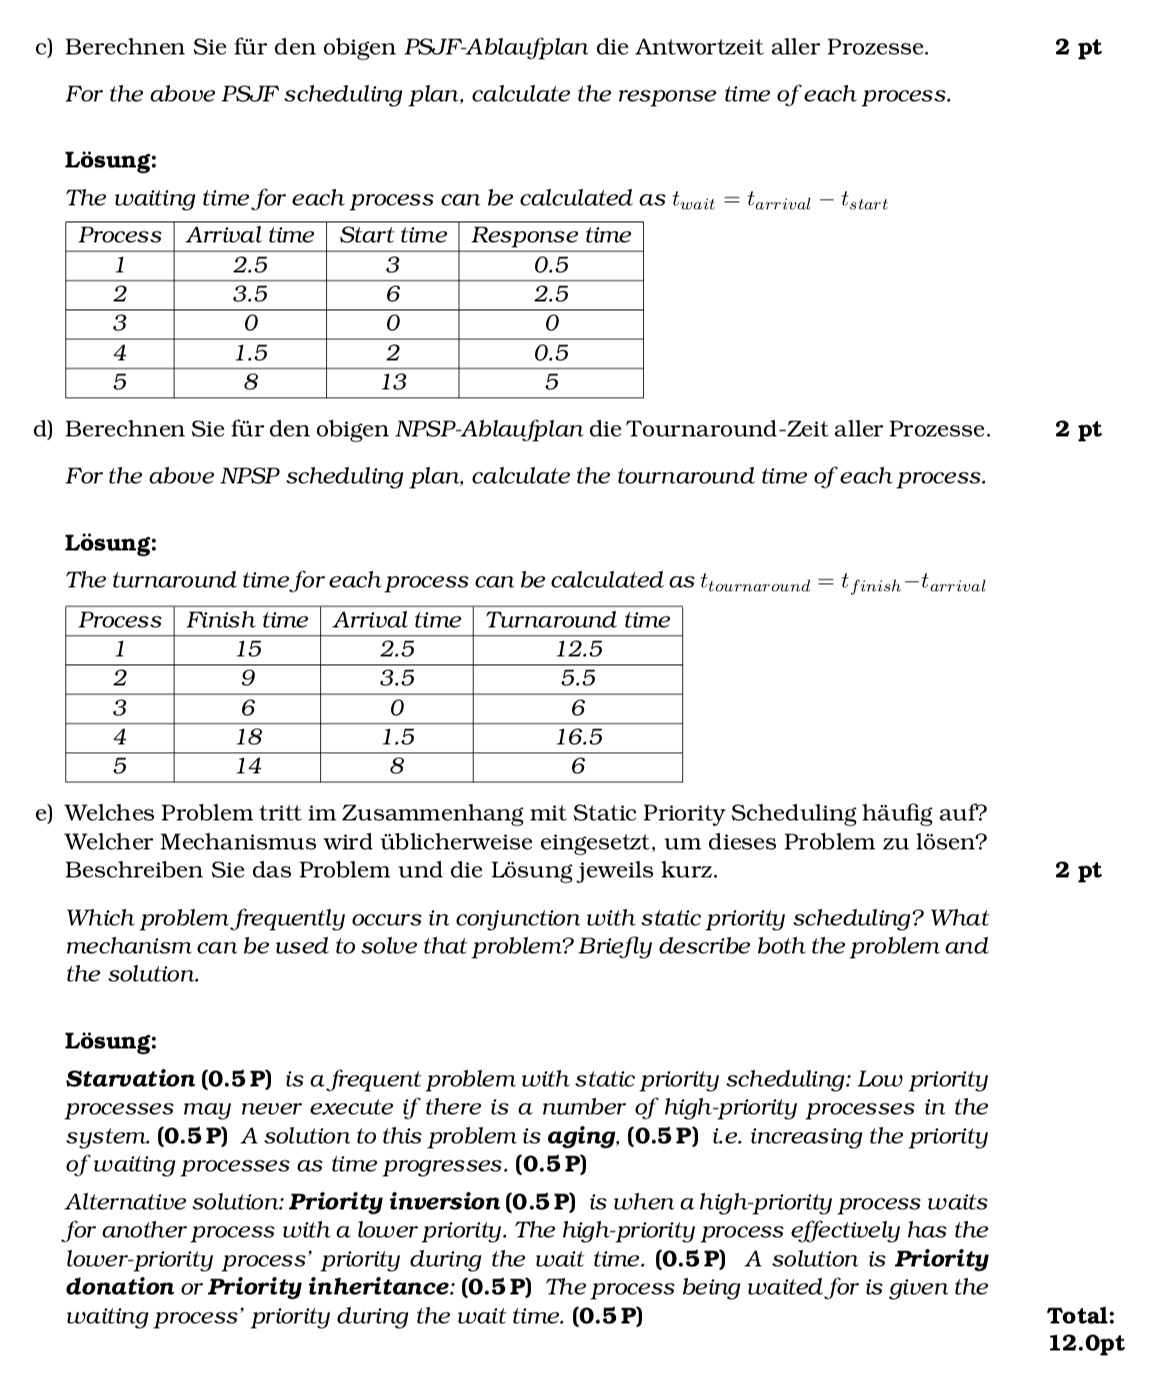 c) Berechnen Sie für den obigen PSJF-Ablaufplan die Antwortzeit aller Prozesse. 2 pt
For the above PSJF scheduling plan, calculate the response time of each process.
Lösung:
The waiting time for each process can be calculated as t_wait = t_arrival − t_start
Process Arrival time Start time Response time
1 2.5 3 0.5
2 3.5 6 2.5
3 0 0 0
4 1.5 2 0.5
5 8 13 5
d) Berechnen Sie für den obigen NPSP-Ablaufplan die Tournaround-Zeit aller Prozesse. 2 pt
For the above NPSP scheduling plan, calculate the tournaround time of each process.
Lösung:
The turnaround time for each process can be calculated as t_tournaround = t_finish − t_arrival
Process Finish time Arrival time Turnaround time
1 15 2.5 12.5
2 9 3.5 5.5
3 6 0 6
4 18 1.5 16.5
5 14 8 6
e) Welches Problem tritt im Zusammenhang mit Static Priority Scheduling häufig auf?
Welcher Mechanismus wird üblicherweise eingesetzt, um dieses Problem zu lösen?
Beschreiben Sie das Problem und die Lösung jeweils kurz. 2 pt
Which problem frequently occurs in conjunction with static priority scheduling? What
mechanism can be used to solve that problem? Briefly describe both the problem and
the solution.
Lösung:
Starvation (0.5 P) is a frequent problem with static priority scheduling: Low priority
processes may never execute if there is a number of high-priority processes in the
system. (0.5 P) A solution to this problem is aging, (0.5 P) i.e. increasing the priority
of waiting processes as time progresses. (0.5 P)
Alternative solution: Priority inversion (0.5 P) is when a high-priority process waits
for another process with a lower priority. The high-priority process effectively has the
lower-priority process' priority during the wait time. (0.5 P) A solution is Priority
donation or Priority inheritance: (0.5 P) The process being waited for is given the
waiting process' priority during the wait time. (0.5 P)
Total:
12.0pt